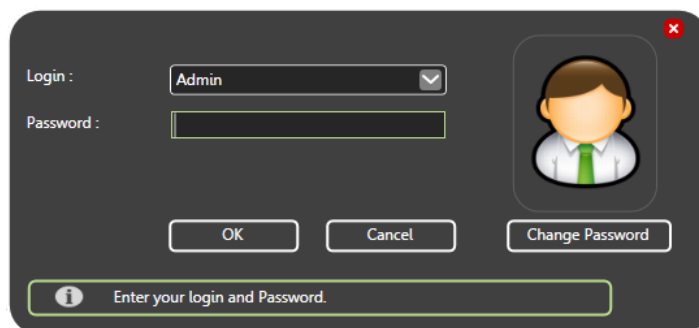 Login :
Admin
Password :
OK
Cancel
Change Password
Enter your login and Password.